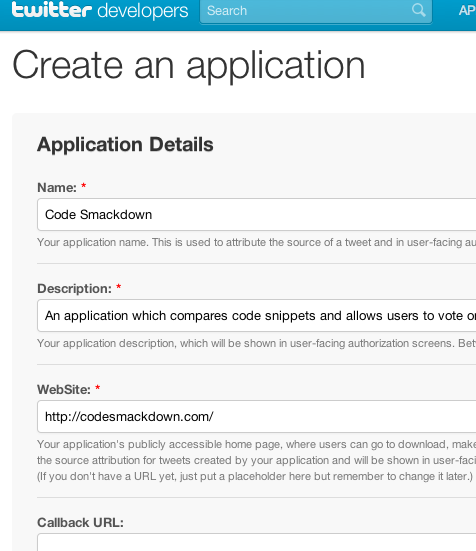 twitter developers Search AP
Create an application
Application Details
Name: *
Code Smackdown
Your application name. This is used to attribute the source of a tweet and in user-facing au
Description: *
An application which compares code snippets and allows users to vote o
Your application description, which will be shown in user-facing authorization screens. Bet
WebSite: *
http://codesmackdown.com/
Your application's publicly accessible home page, where users can go to download, make
the source attribution for tweets created by your application and will be shown in user-faci
(If you don't have a URL yet, just put a placeholder here but remember to change it later.)
Callback URL: